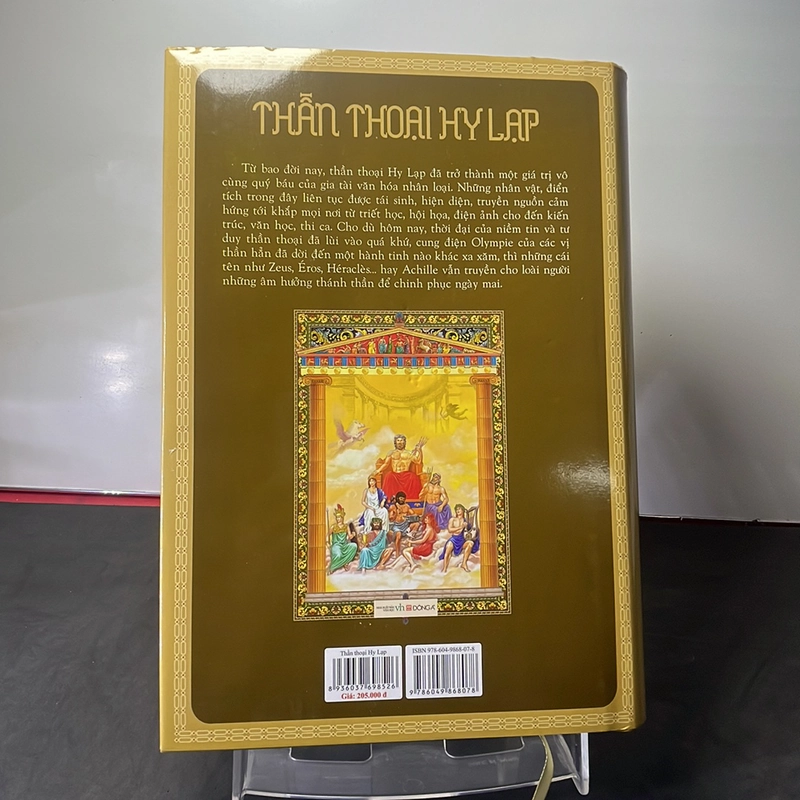 THẦN THOẠI HY LẠP
Từ bao đời nay, thần thoại Hy Lạp đã trở thành một giá trị vô
cùng quý báu của gia tài văn hóa nhân loại. Những nhân vật, điển
tích trong đây liên tục được tái sinh, hiện diện, truyền nguồn cảm
hứng tới khắp mọi nơi từ triết học, hội họa, điện ảnh cho đến kiến
trúc, văn học, thi ca. Cho dù hôm nay, thời đại của niềm tin và tư
duy thần thoại đã lùi vào quá khứ, cung điện Olympie của các vị
thần hẳn đã dời đến một hành tinh nào khác xa xăm, thì những cái
tên như Zeus, Éros, Héraclès... hay Achille vẫn truyền cho loài người
những âm hưởng thánh thần để chinh phục ngày mai.
vh ĐÔNG A
Thần thoại Hy Lạp
8 936037 698526
Giá: 205.000 đ
ISBN 978-604-9868-07-8
9 786049 868078